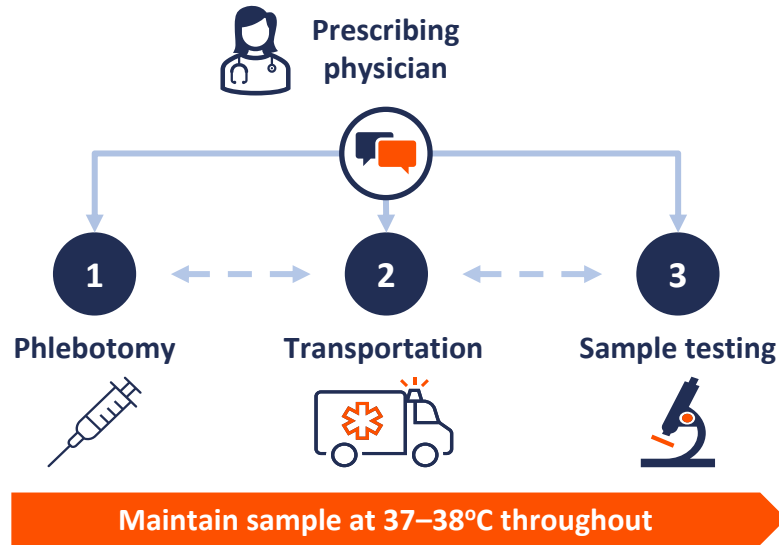 Prescribing
physician
1
2
3
Phlebotomy
Transportation
Sample testing
Maintain sample at 37–38°C throughout